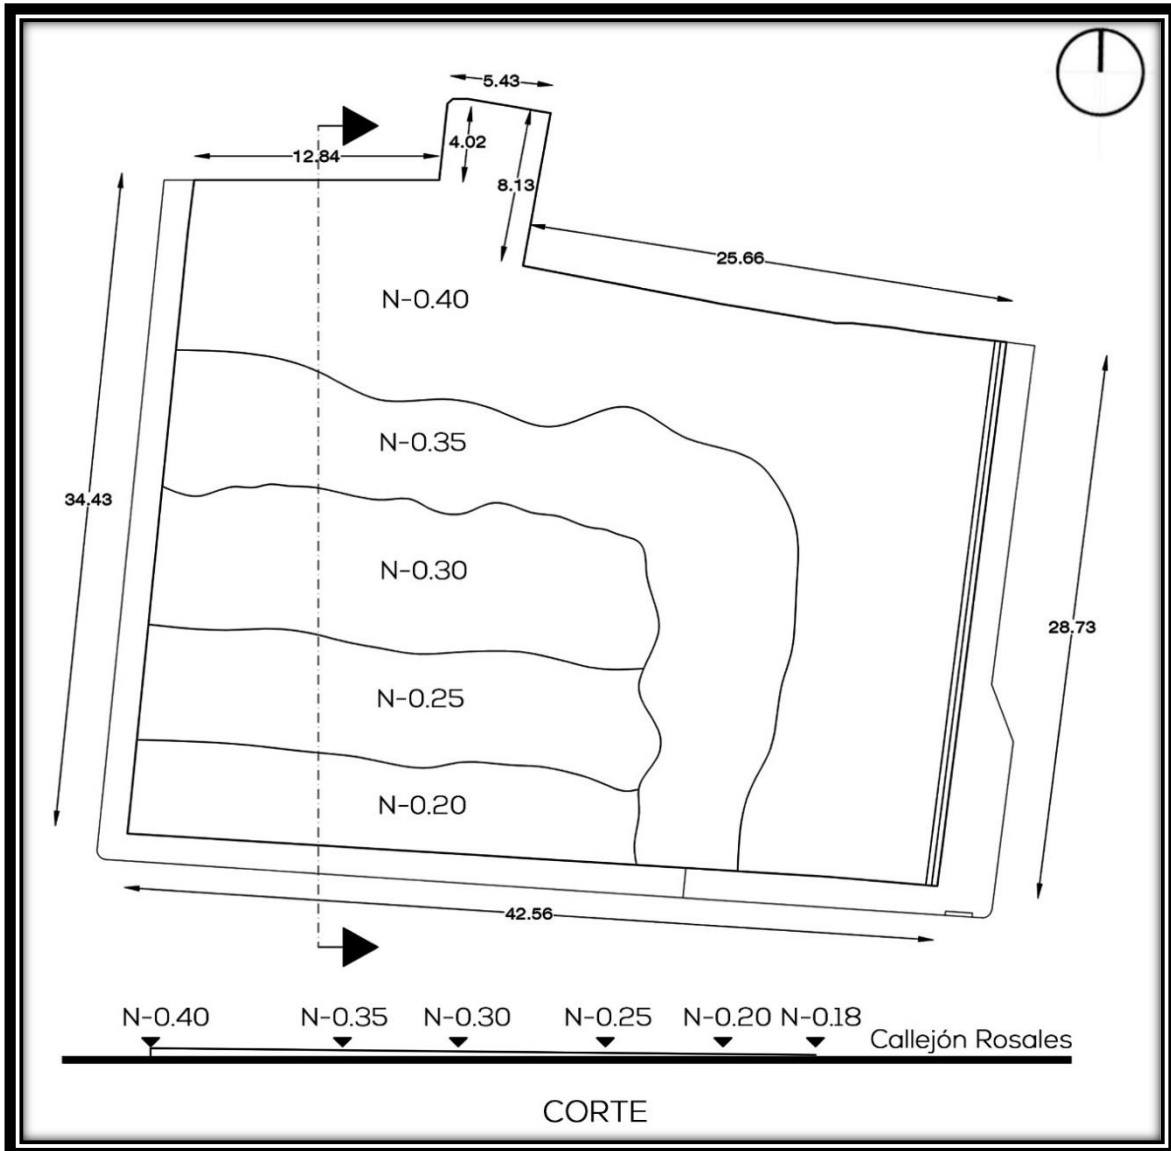 5.43
4.02
12.84
8.13
25.66
N-0.40
N-0.35
34.43
N-0.30
28.73
N-0.25
N-0.20
42.56
N-0.40 N-0.35 N-0.30 N-0.25 N-0.20 N-0.18
Callejón Rosales
CORTE